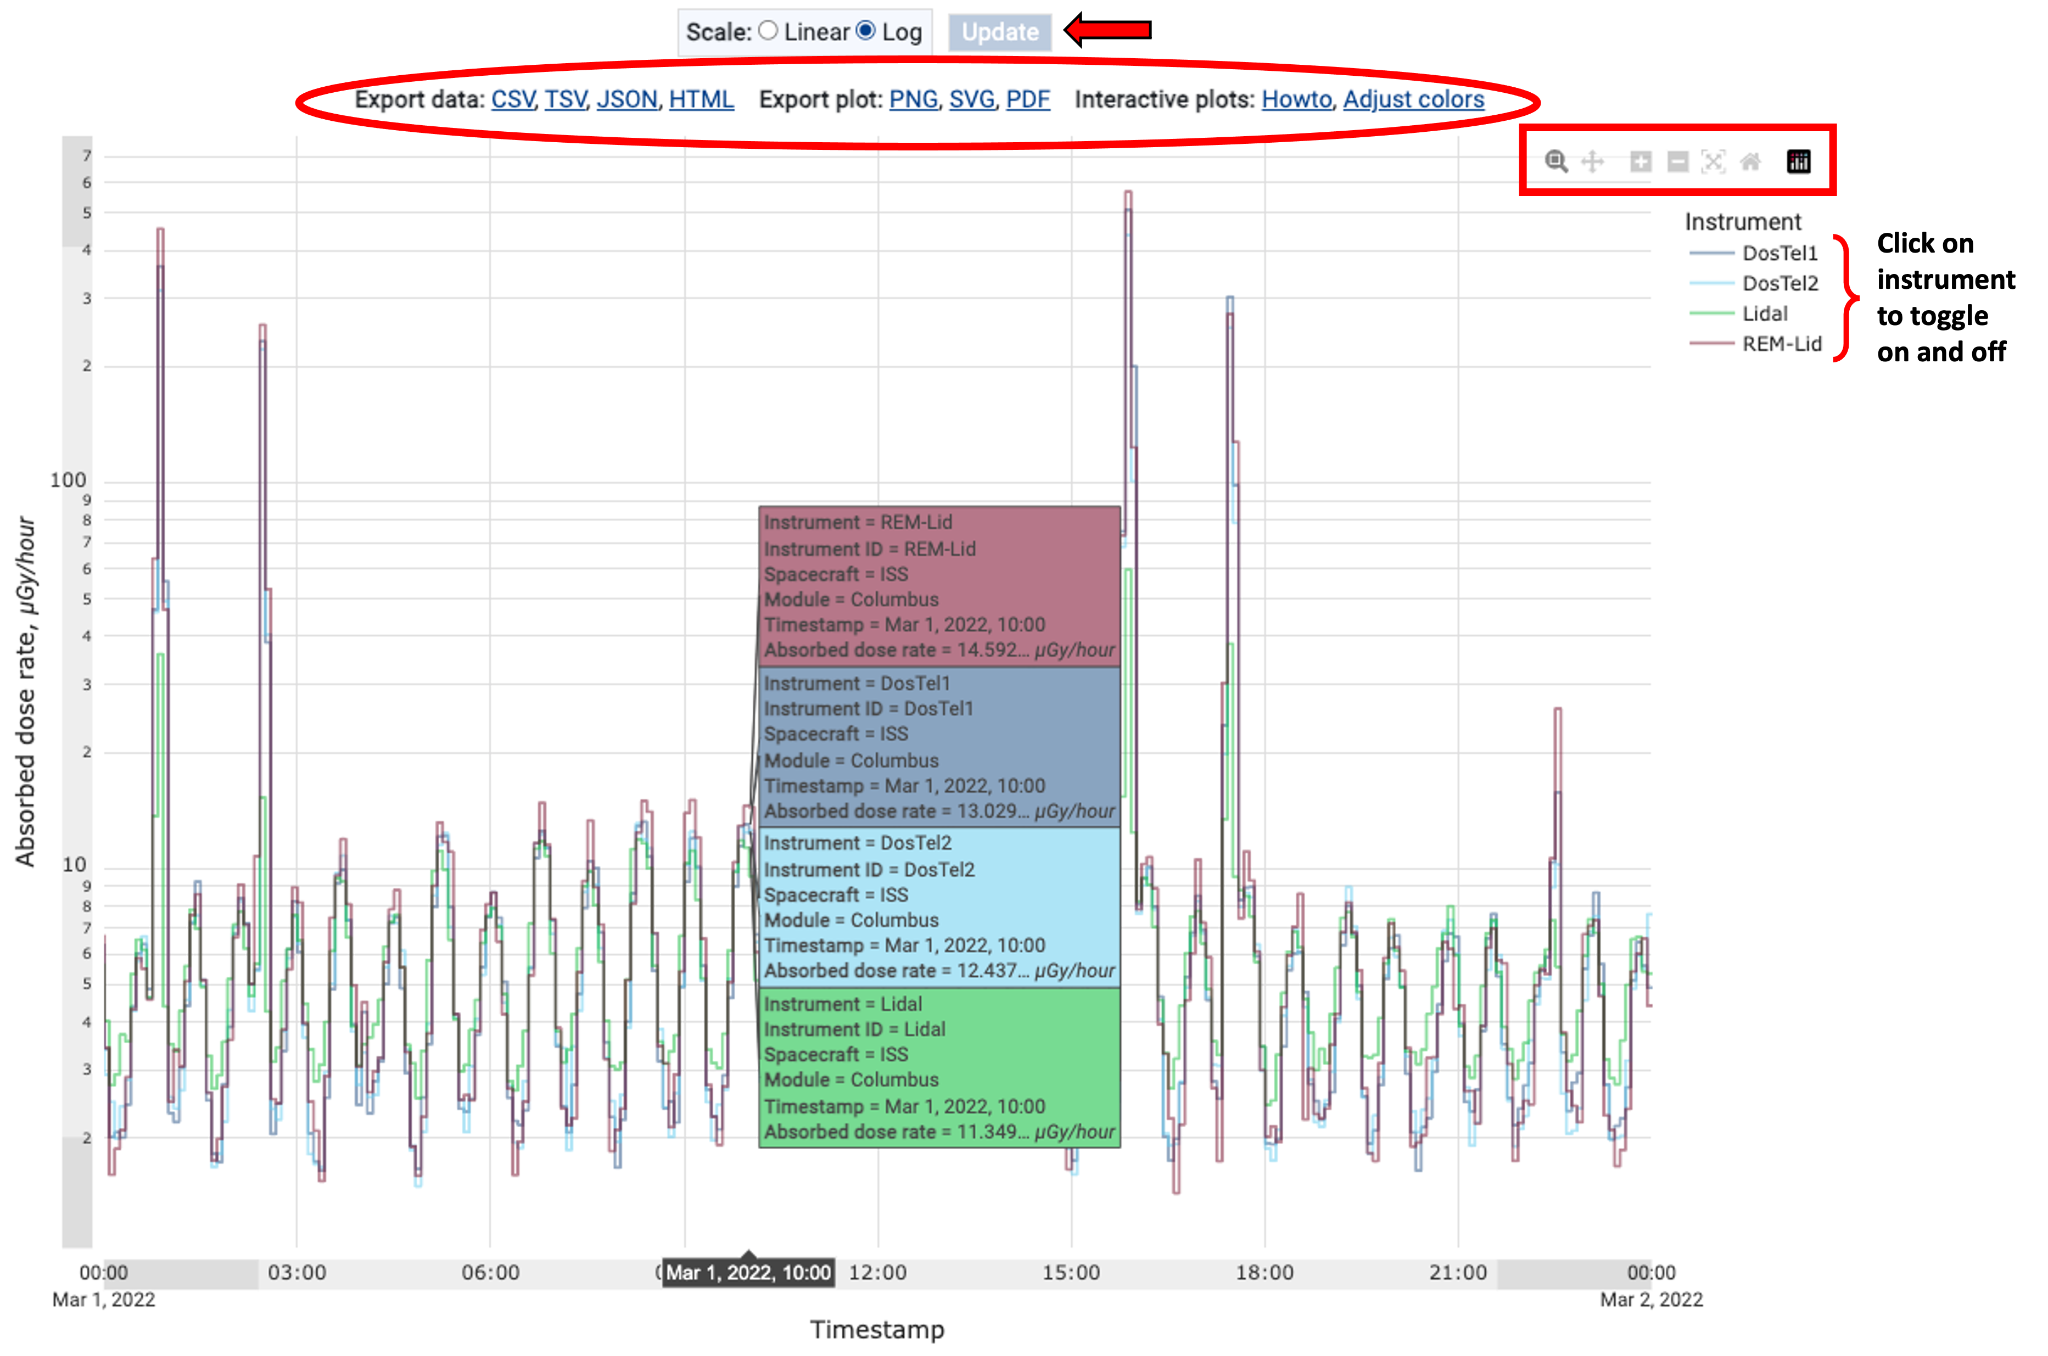 Scale: Linear Log Update
Export data: CSV, TSV, JSON, HTML Export plot: PNG, SVG, PDF Interactive plots: Howto, Adjust colors
Instrument
DosTel1
DosTel2
Lidal
REM-Lid
Click on
instrument
to toggle
on and off
Absorbed dose rate, μGy/hour
7
6
5
4
3
2
100
9
8
7
6
5
4
3
2
10
9
8
7
6
5
4
3
2
Instrument = REM-Lid
Instrument ID = REM-Lid
Spacecraft = ISS
Module = Columbus
Timestamp = Mar 1, 2022, 10:00
Absorbed dose rate = 14.592… μGy/hour
Instrument = DosTel1
Instrument ID = DosTel1
Spacecraft = ISS
Module = Columbus
Timestamp = Mar 1, 2022, 10:00
Absorbed dose rate = 13.029… μGy/hour
Instrument = DosTel2
Instrument ID = DosTel2
Spacecraft = ISS
Module = Columbus
Timestamp = Mar 1, 2022, 10:00
Absorbed dose rate = 12.437… μGy/hour
Instrument = Lidal
Instrument ID = Lidal
Spacecraft = ISS
Module = Columbus
Timestamp = Mar 1, 2022, 10:00
Absorbed dose rate = 11.349… μGy/hour
00:00 03:00 06:00 Mar 1, 2022, 10:00 12:00 15:00 18:00 21:00 00:00
Mar 1, 2022 Mar 2, 2022
Timestamp